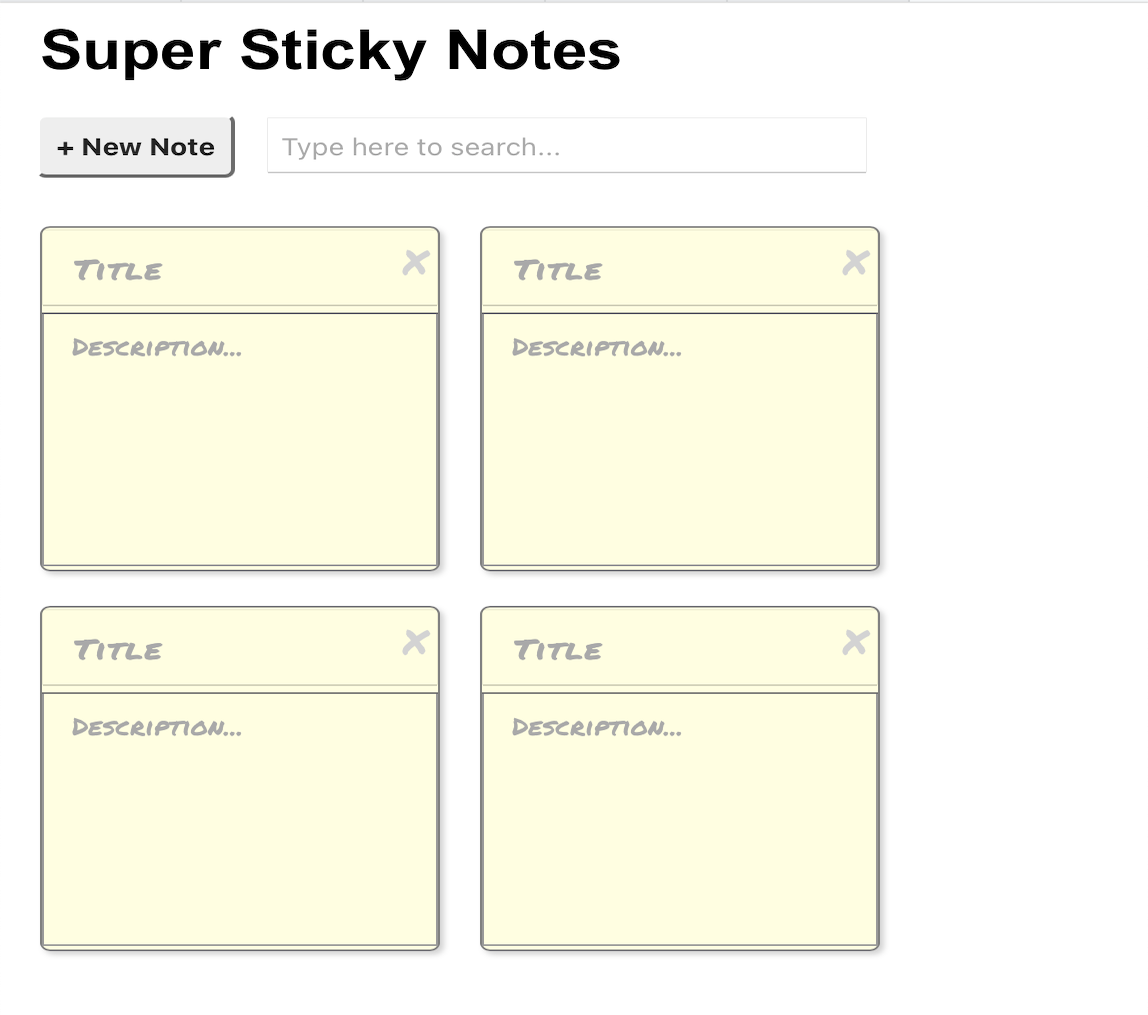 Super Sticky Notes
+ New Note
Type here to search...
Title
x
Title
x
Description...
Description...
Title
x
Title
x
Description...
Description...